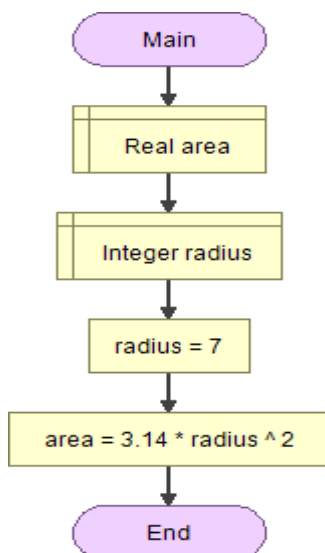 Main
Real area
Integer radius
radius = 7
area = 3.14 * radius ^ 2
End